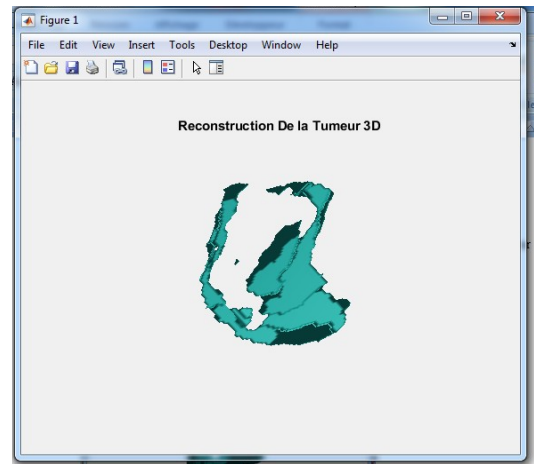 Figure 1
File Edit View Insert Tools Desktop Window Help
Reconstruction De la Tumeur 3D